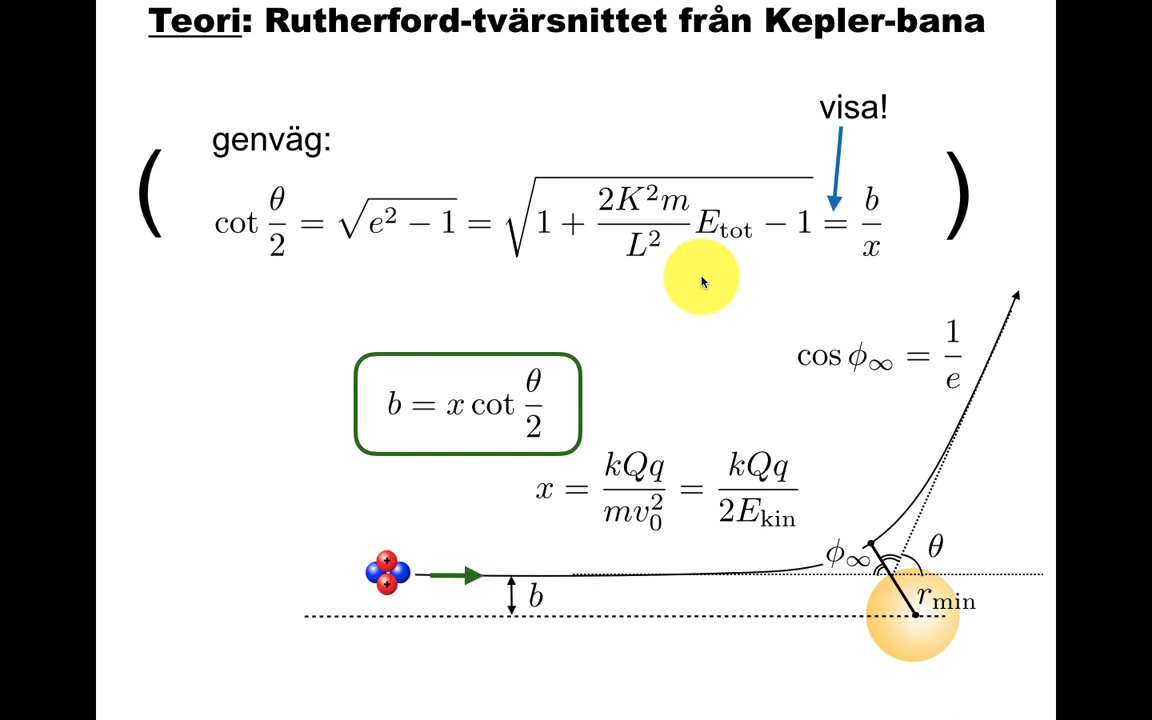 Teori: Rutherford-tvärsnittet från Kepler-bana
visa!
genväg:
( cot θ/2 = √(e² − 1) = √(1 + 2K²m/L² E_tot − 1) = b/x )
cos ϕ_∞ = 1/e
b = x cot θ/2
x = kQq/mv₀² = kQq/2E_kin
ϕ_∞
θ
+
+
b
r_min